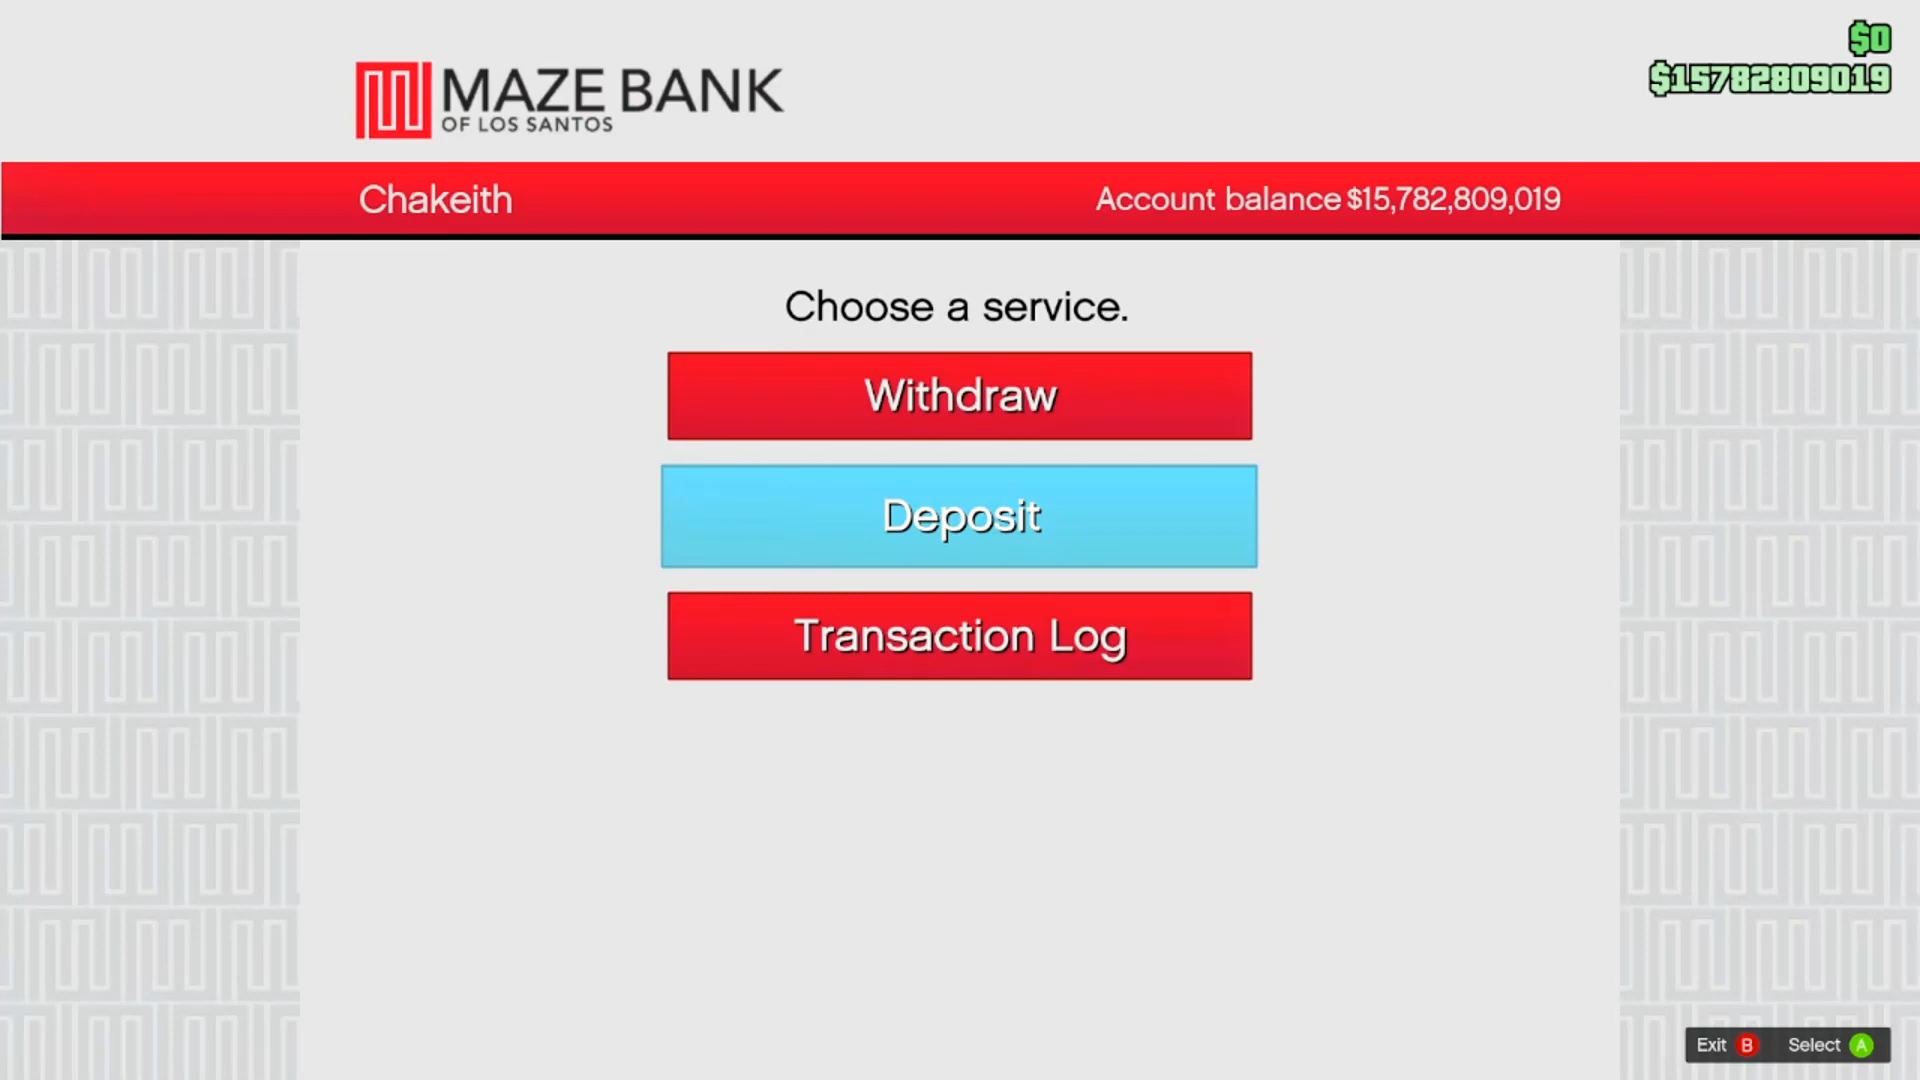 $0
$15782809019
MAZE BANK
OF LOS SANTOS
Chakeith
Account balance $15,782,809,019
Choose a service.
Withdraw
Deposit
Transaction Log
Exit B Select A